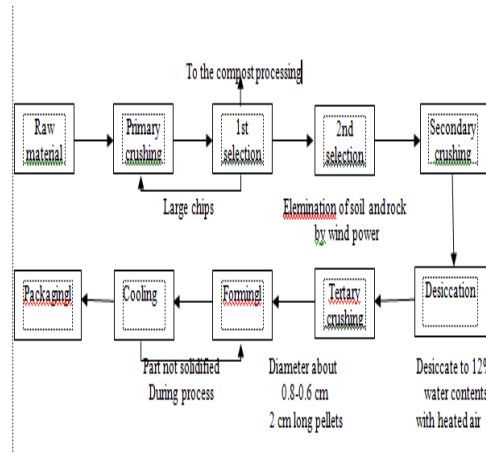 To the compost processing
Raw
material
Primary
crushing
1st
selection
2nd
selection
Secondary
crushing
Large chips
Elemination of soil and rock
by wind power
Packagingl
Cooling
Formingl
Tertary
crushing
Desiccation
Part not solidified
During process
Diameter about
0.8-0.6 cm
2 cm long pellets
Desiccate to 12%
water contents
with heated air